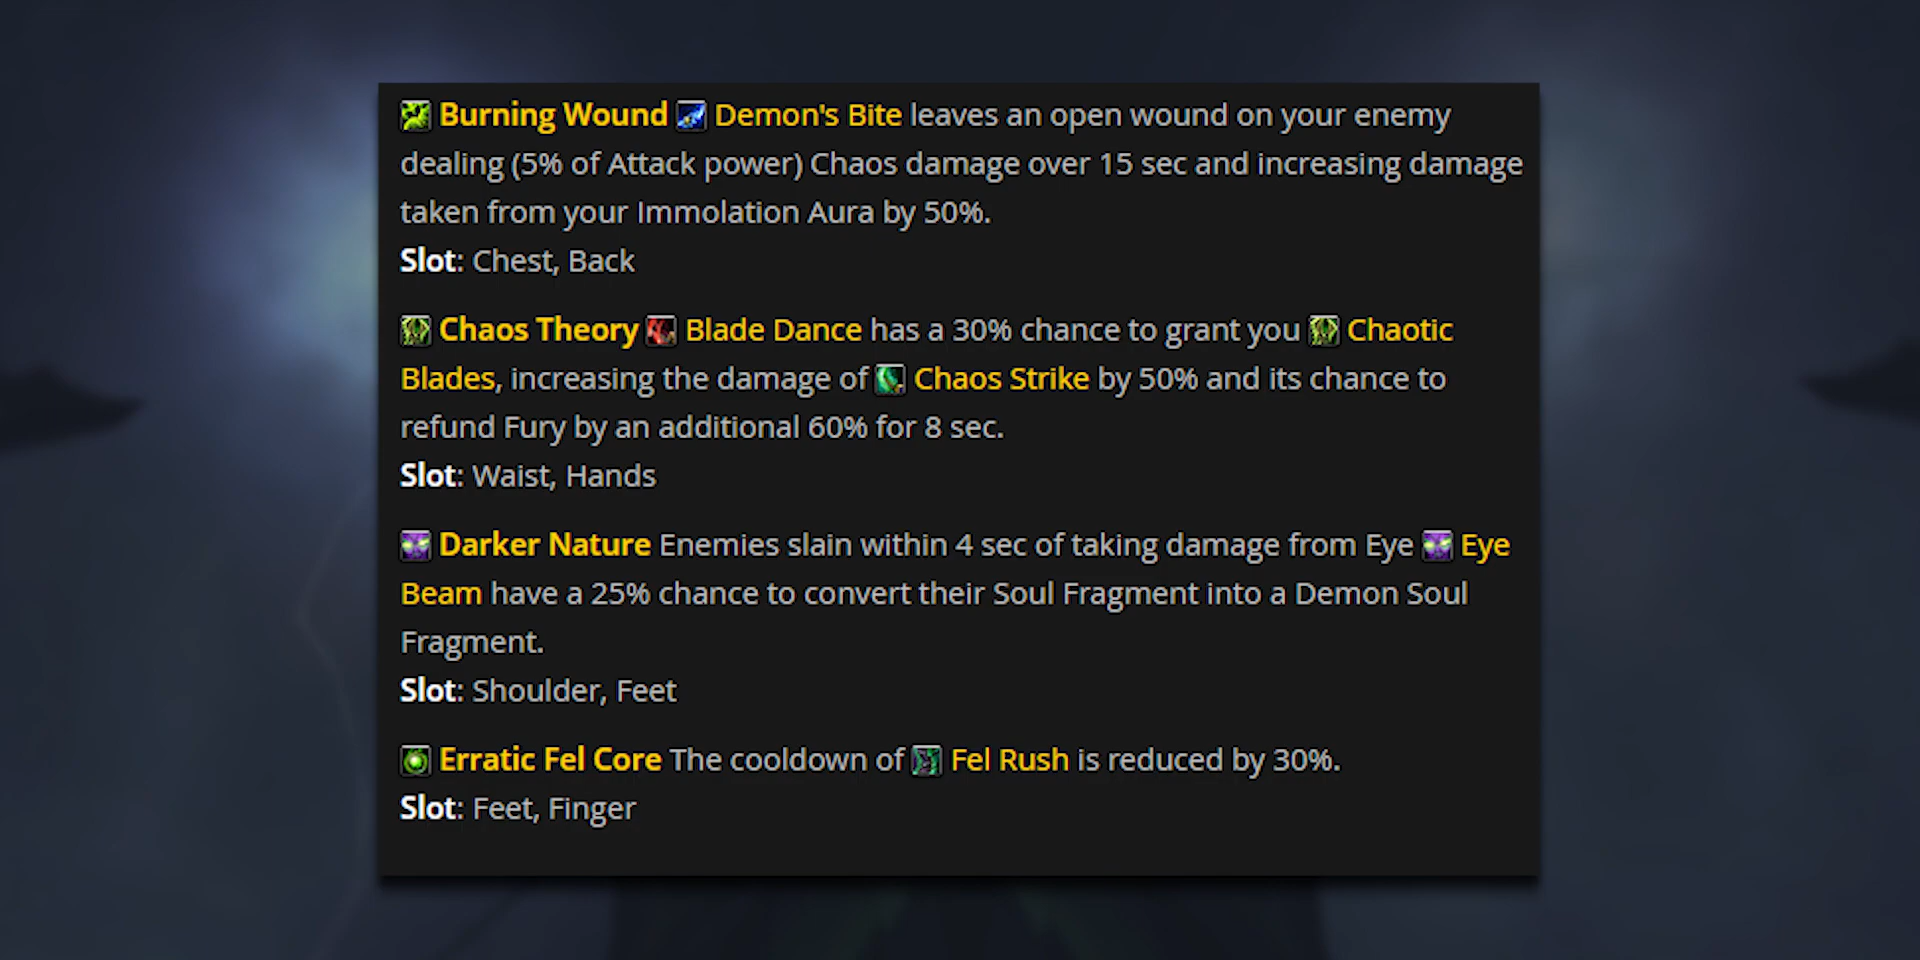 Burning Wound Demon's Bite leaves an open wound on your enemy
dealing (5% of Attack power) Chaos damage over 15 sec and increasing damage
taken from your Immolation Aura by 50%.
Slot: Chest, Back
Chaos Theory Blade Dance has a 30% chance to grant you Chaotic
Blades, increasing the damage of Chaos Strike by 50% and its chance to
refund Fury by an additional 60% for 8 sec.
Slot: Waist, Hands
Darker Nature Enemies slain within 4 sec of taking damage from Eye Eye
Beam have a 25% chance to convert their Soul Fragment into a Demon Soul
Fragment.
Slot: Shoulder, Feet
Erratic Fel Core The cooldown of Fel Rush is reduced by 30%.
Slot: Feet, Finger